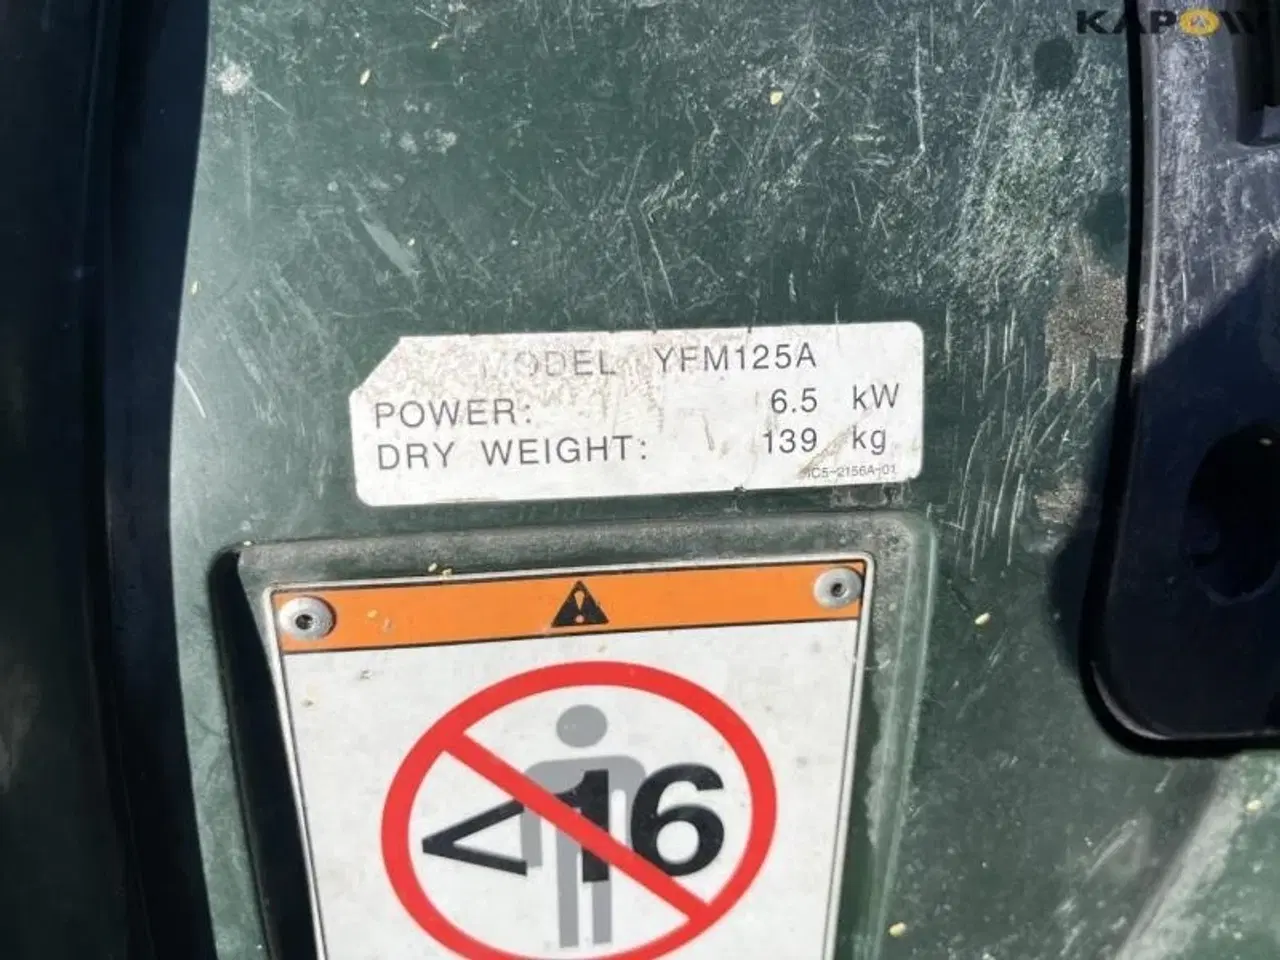 KAPOW
MODEL YFM125A
POWER: 6.5 kW
DRY WEIGHT: 139 kg
1C5-2156A-01
<16